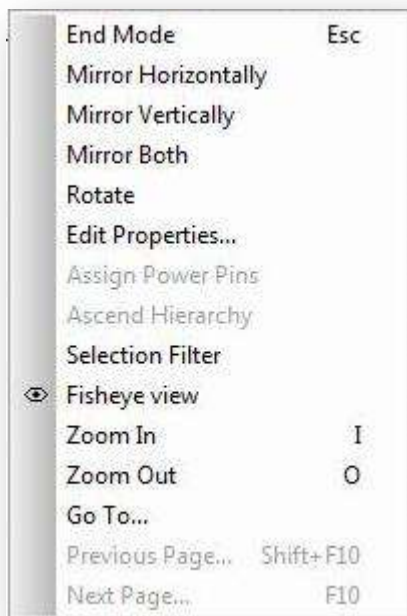 End Mode Esc
Mirror Horizontally
Mirror Vertically
Mirror Both
Rotate
Edit Properties...
Assign Power Pins
Ascend Hierarchy
Selection Filter
Fisheye view
Zoom In I
Zoom Out O
Go To...
Previous Page... Shift+F10
Next Page... F10